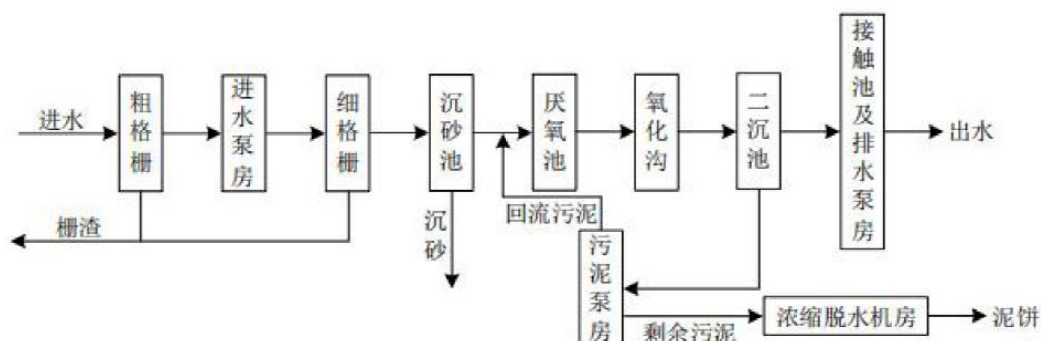 进水
粗格栅
进水泵房
细格栅
沉砂池
厌氧池
氧化沟
二沉池
接触池及排水泵房
出水
栅渣
沉砂
回流污泥
污泥泵房
剩余污泥
浓缩脱水机房
泥饼